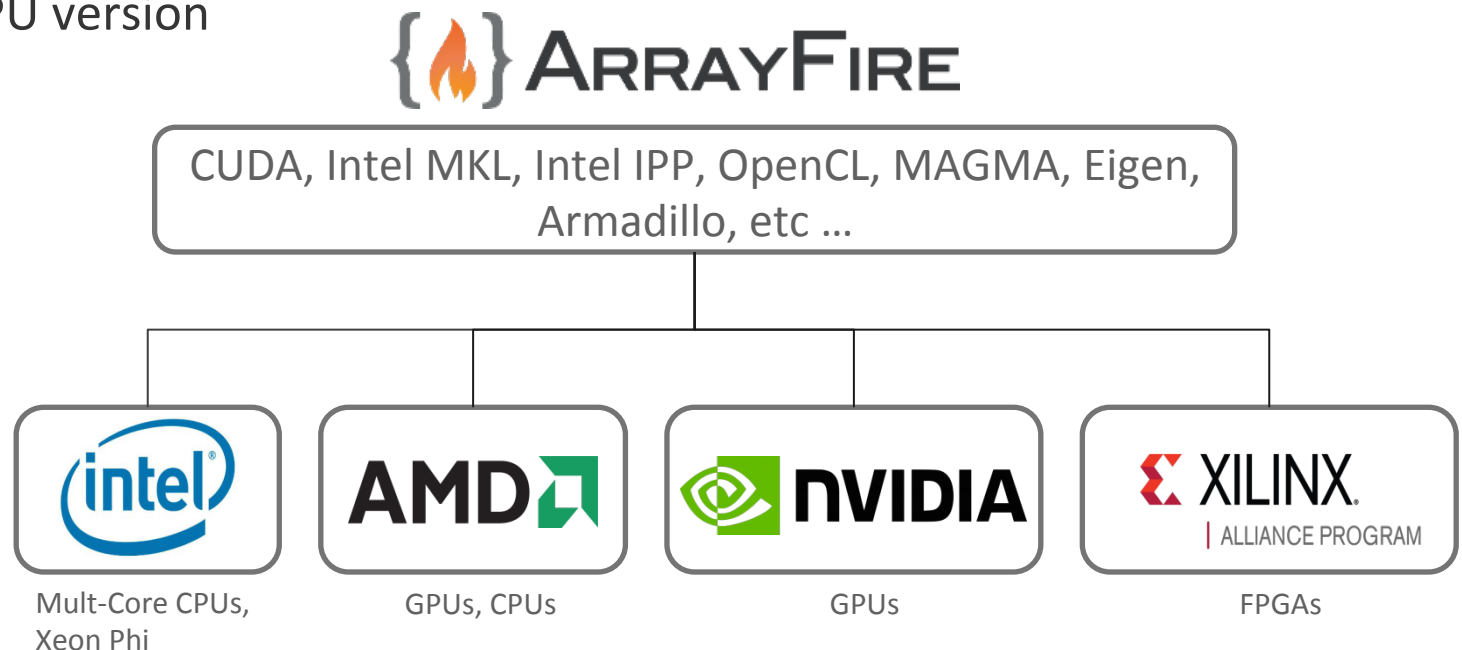 PU version
{ } ARRAYFIRE
CUDA, Intel MKL, Intel IPP, OpenCL, MAGMA, Eigen,
Armadillo, etc …
intel®
AMD
nVIDIA
XILINX.
| ALLIANCE PROGRAM
Mult-Core CPUs,
Xeon Phi
GPUs, CPUs
GPUs
FPGAs